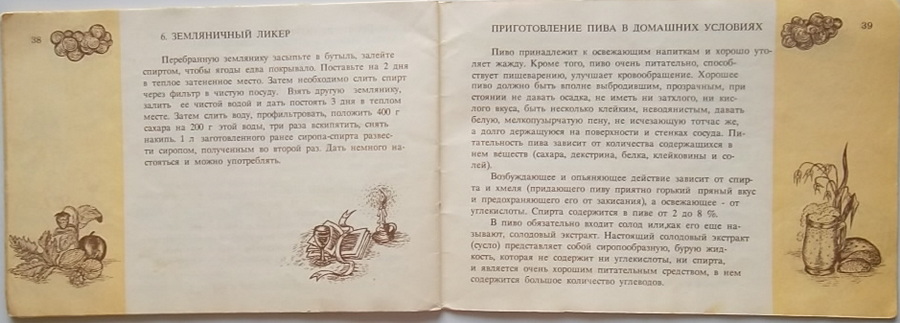 38
6. ЗЕМЛЯНИЧНЫЙ ЛИКЕР
Перебранную землянику засыпьте в бутыль, залейте
спиртом, чтобы ягоды едва покрывало. Поставьте на 2 дня
в теплое затененное место. Затем необходимо слить спирт
через фильтр в чистую посуду. Взять другую землянику,
залить ее чистой водой и дать постоять 3 дня в теплом
месте. Затем слить воду, профильтровать, положить 400 г
сахара на 200 г этой воды, три раза вскипятить, снять
накипь. 1 л заготовленного ранее сиропа-спирта развес-
ти сиропом, полученным во второй раз. Дать немного на-
стояться и можно употреблять.
39
ПРИГОТОВЛЕНИЕ ПИВА В ДОМАШНИХ УСЛОВИЯХ
Пиво принадлежит к освежающим напиткам и хорошо уто-
ляет жажду. Кроме того, пиво очень питательно, способ-
ствует пищеварению, улучшает кровообращение. Хорошее
пиво должно быть вполне выбродившим, прозрачным, при
стоянии не давать осадка, не иметь ни затхлого, ни кис-
лого вкуса, быть несколько клейким, неводянистым, давать
белую, мелкопузырчатую пену, не исчезающую тотчас же,
а долго держащуюся на поверхности и стенках сосуда. Пи-
тательность пива зависит от количества содержащихся в
нем веществ (сахара, декстрина, белка, клейковины и со-
лей).
Возбуждающее и опьяняющее действие зависит от спир-
та и хмеля (придающего пиву приятно горький пряный вкус
и предохраняющего его от закисания), а освежающее - от
углекислоты. Спирта содержится в пиве от 2 до 8 %.
В пиво обязательно входит солод или,как его еще на-
зывают, солодовый экстракт. Настоящий солодовый экстракт
(сусло) представляет собой сиропообразную, бурую жид-
кость, которая не содержит ни углекислоты, ни спирта,
и является очень хорошим питательным средством, в нем
содержится большое количество углеводов.